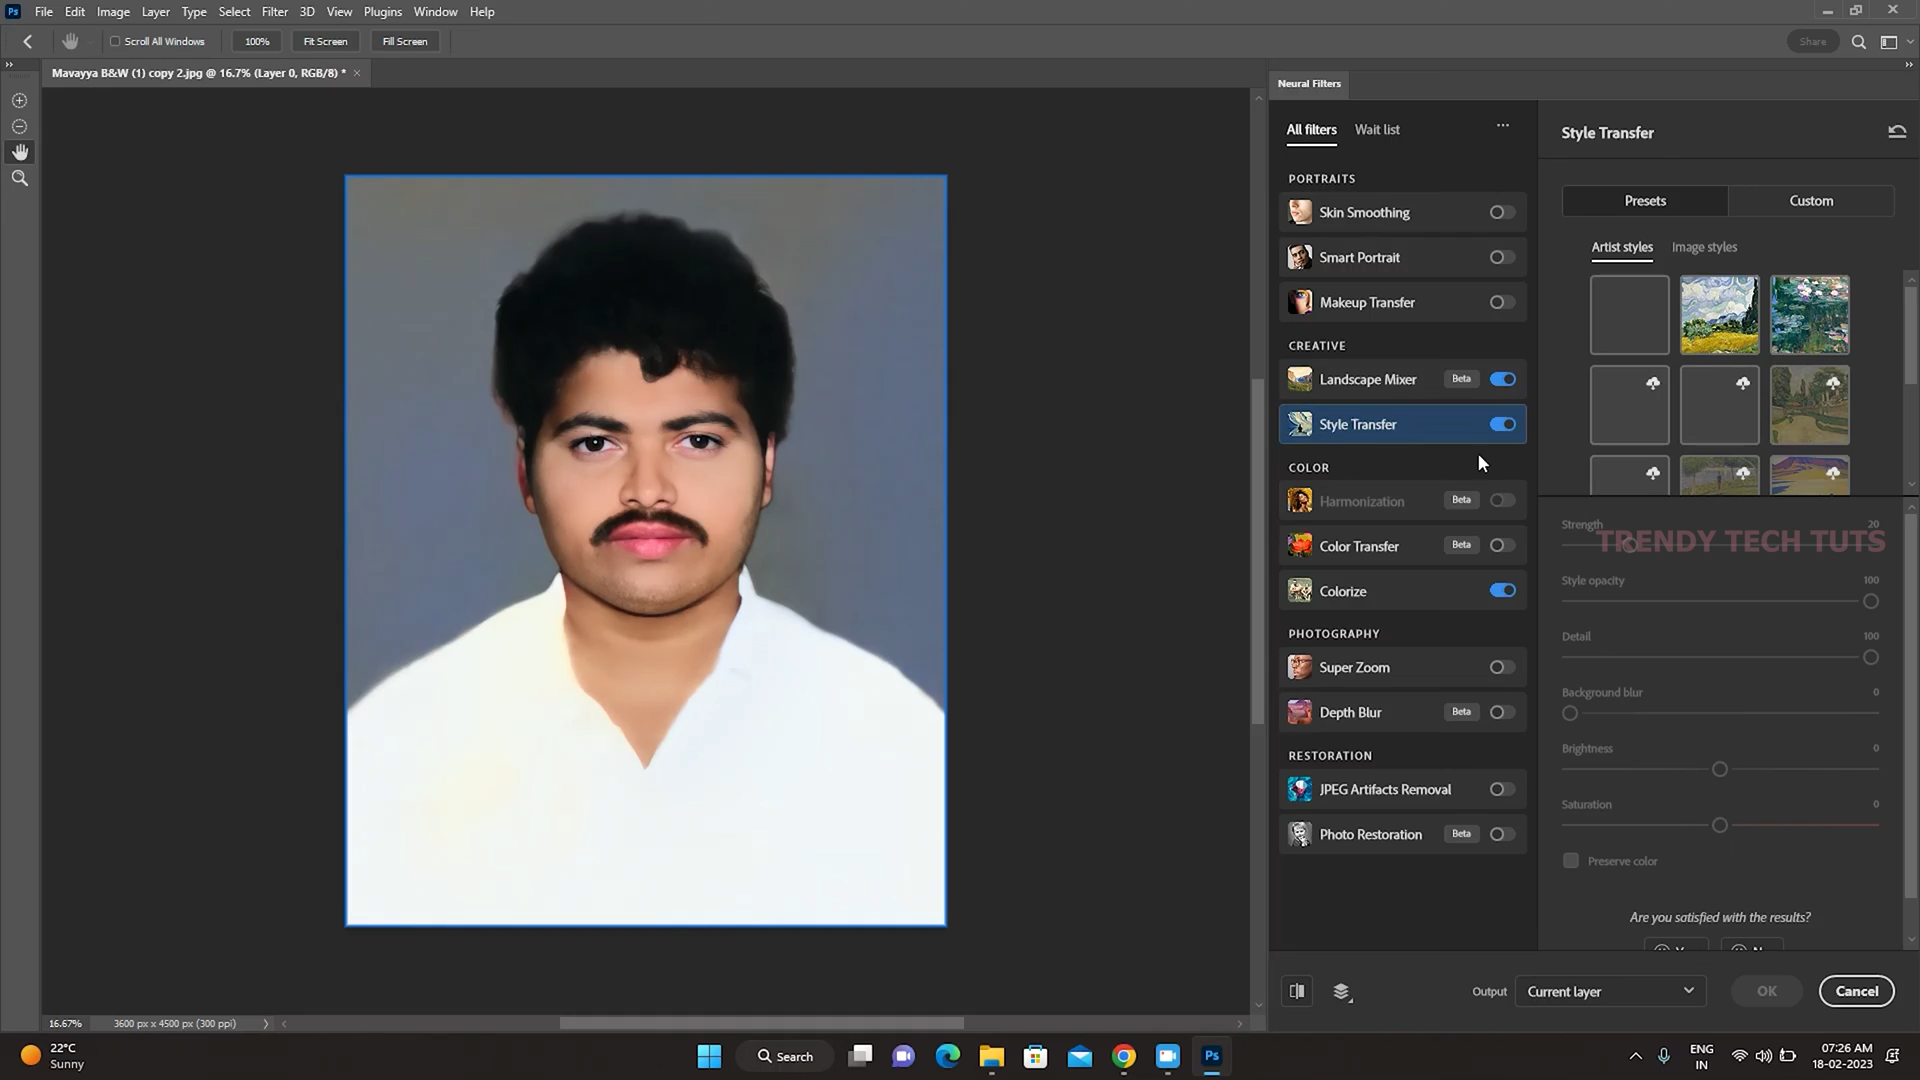 Ps File Edit Image Layer Type Select Filter 3D View Plugins Window Help
Scroll All Windows 100% Fit Screen Fill Screen Share
Mavayya B&W (1) copy 2.jpg @ 16.7% (Layer 0, RGB/8) * ×
Neural Filters
All filters Wait list ...
Style Transfer
PORTRAITS
Presets Custom
Skin Smoothing
Artist styles Image styles
Smart Portrait
Makeup Transfer
CREATIVE
Landscape Mixer Beta
Style Transfer
COLOR
Harmonization Beta
Color Transfer Beta
Colorize
PHOTOGRAPHY
Super Zoom
Depth Blur Beta
RESTORATION
JPEG Artifacts Removal
Photo Restoration Beta
Strength 20
TRENDY TECH TUTS
Style opacity 100
Detail 100
Background blur 0
Brightness 0
Saturation 0
Preserve color
Are you satisfied with the results?
Output Current layer OK Cancel
16.67% 3600 px x 4500 px (300 ppi)
22°C
Sunny
Search
Ps
ENG
IN
07:26 AM
18-02-2023